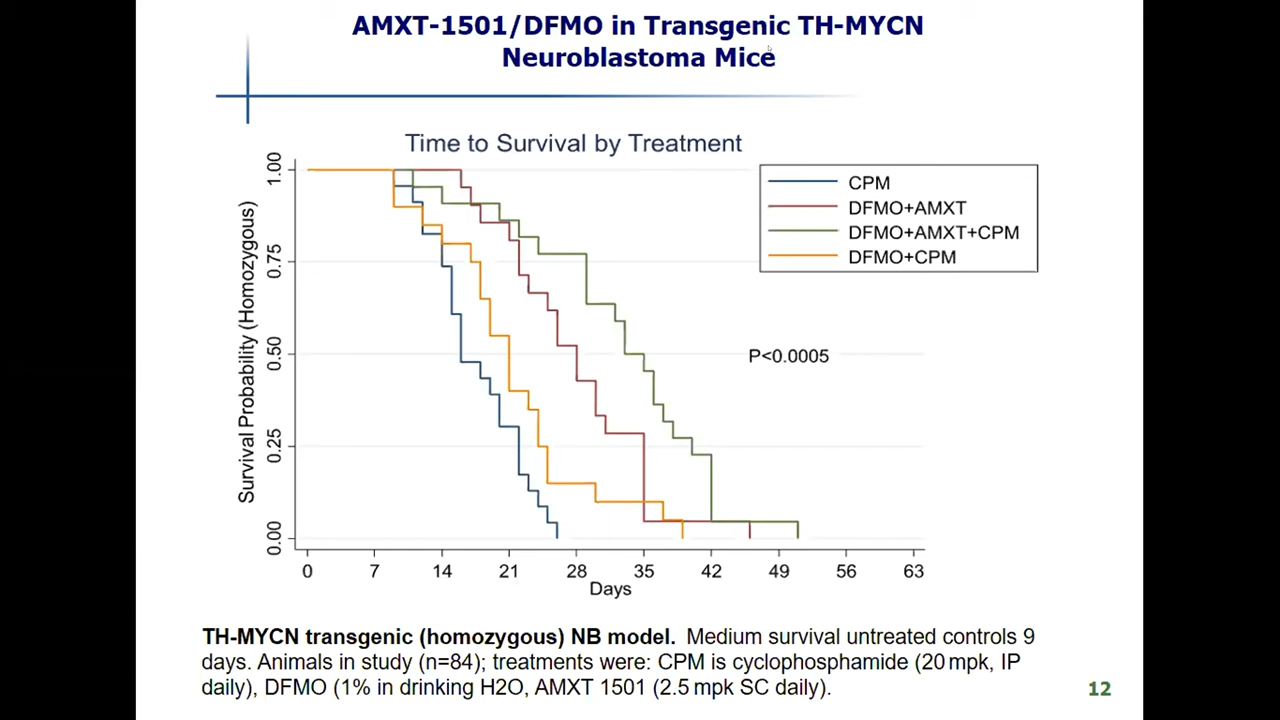 AMXT-1501/DFMO in Transgenic TH-MYCN
Neuroblastoma Mice
Time to Survival by Treatment
CPM
DFMO+AMXT
DFMO+AMXT+CPM
DFMO+CPM
Survival Probability (Homozygous)
1.00
0.75
0.50
0.25
0.00
P<0.0005
0 7 14 21 28 35 42 49 56 63
Days
TH-MYCN transgenic (homozygous) NB model. Medium survival untreated controls 9
days. Animals in study (n=84); treatments were: CPM is cyclophosphamide (20 mpk, IP
daily), DFMO (1% in drinking H2O, AMXT 1501 (2.5 mpk SC daily).
12